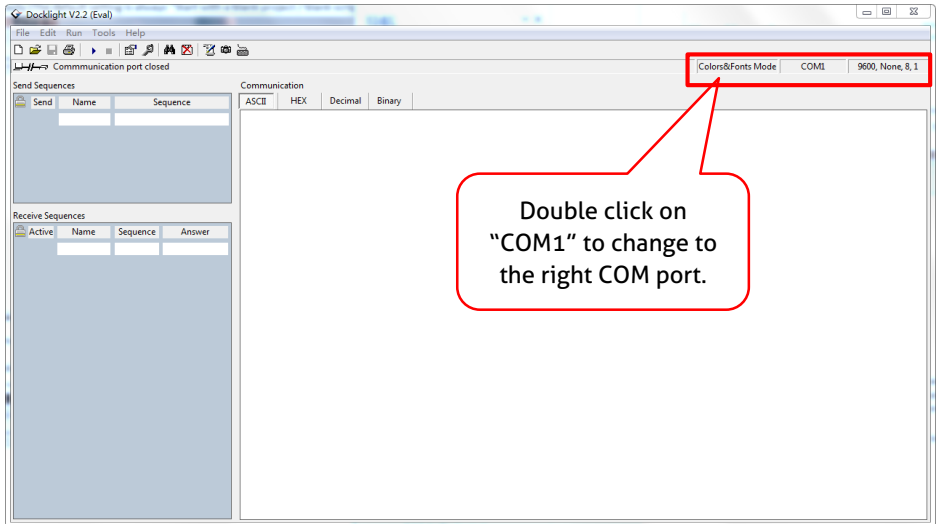 Docklight V2.2 (Eval)
File Edit Run Tools Help
Commmunication port closed
Colors&Fonts Mode COM1 9600, None, 8, 1
Send Sequences
Send Name Sequence
Communication
ASCII HEX Decimal Binary
Double click on
“COM1” to change to
the right COM port.
Receive Sequences
Active Name Sequence Answer